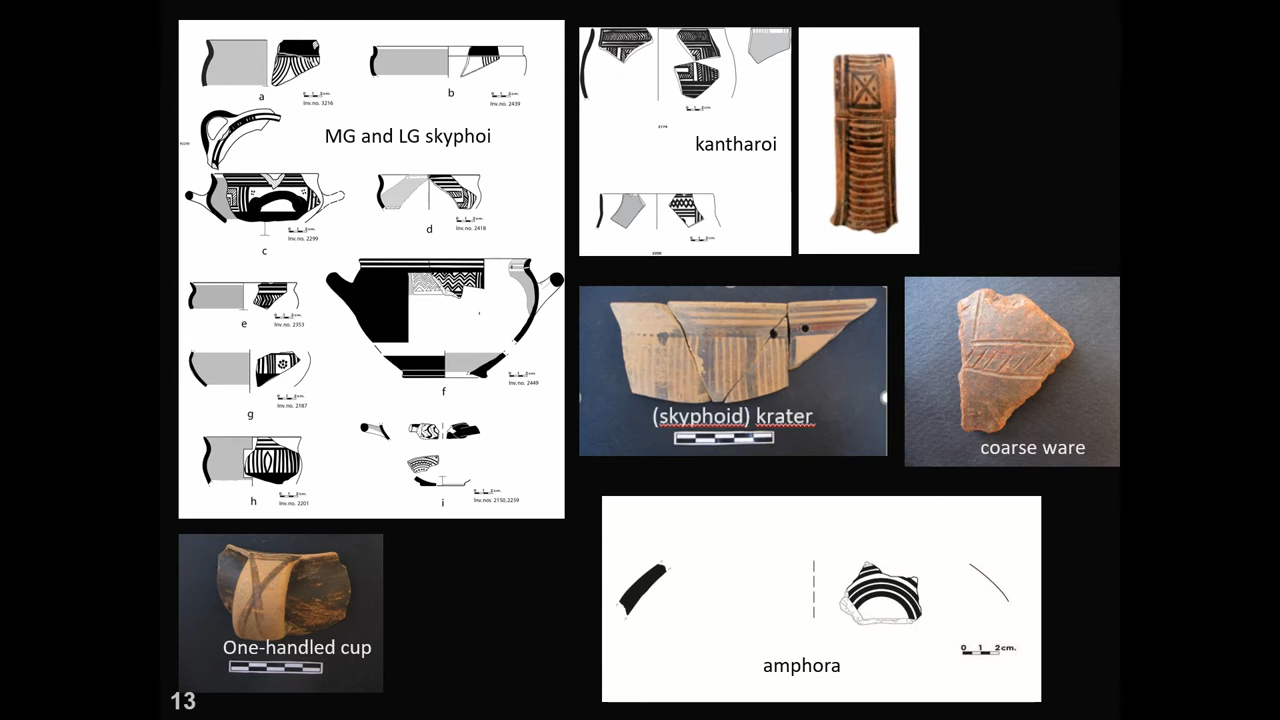 a
Inv.no. 3216
b
Inv.no. 2439
MG and LG skyphoi
c
Inv.no. 2299
d
Inv.no. 2418
e
Inv.no. 2353
f
Inv.no. 2449
g
Inv.no. 2187
h
Inv.no. 2201
i
Inv.nos 2150,2259
kantharoi
2174
2200
(skyphoid) krater
coarse ware
One-handled cup
0 1 2cm.
amphora
13